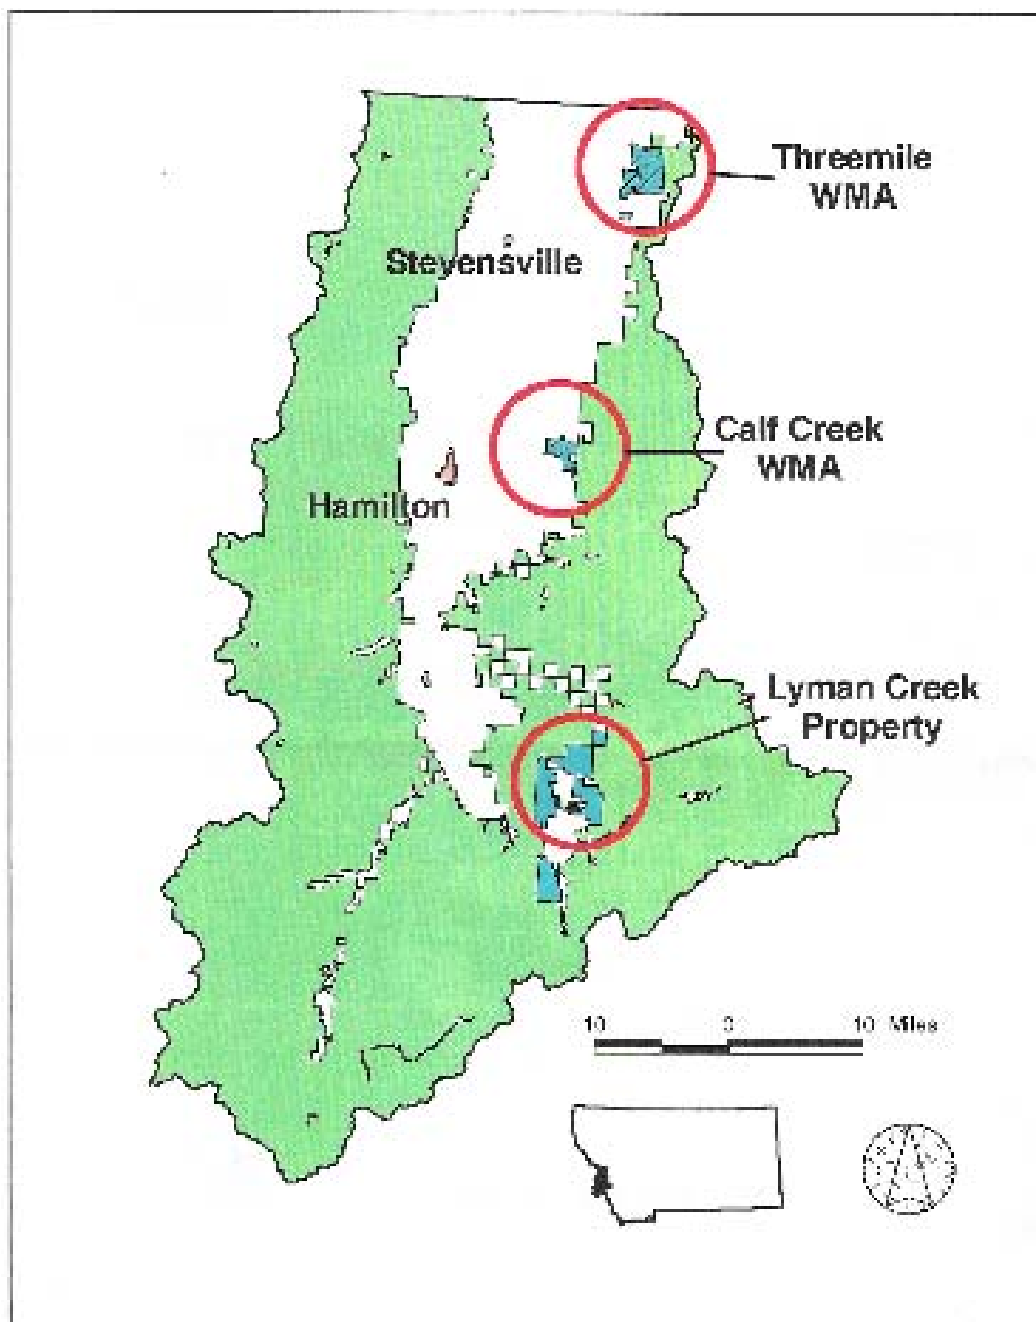 Threemile
WMA
Stevensville
Calf Creek
WMA
Hamilton
Lyman Creek
Property
10 0 10 Miles